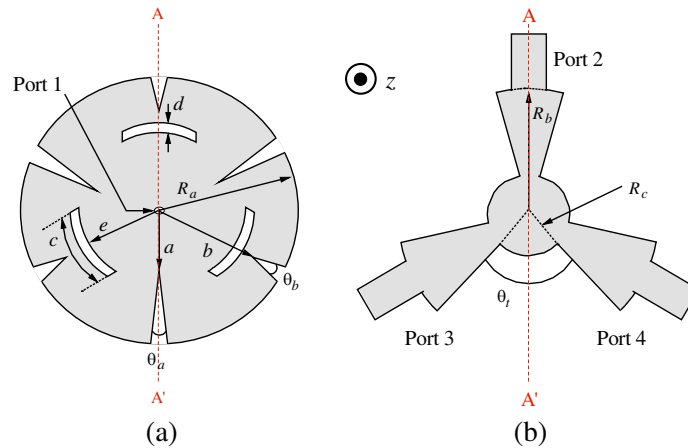 A
Port 1
d
R_a
e
c
a
b
θ_b
θ_a
A'
(a)
A
Port 2
z
R_b
R_c
θ_t
Port 3
Port 4
A'
(b)